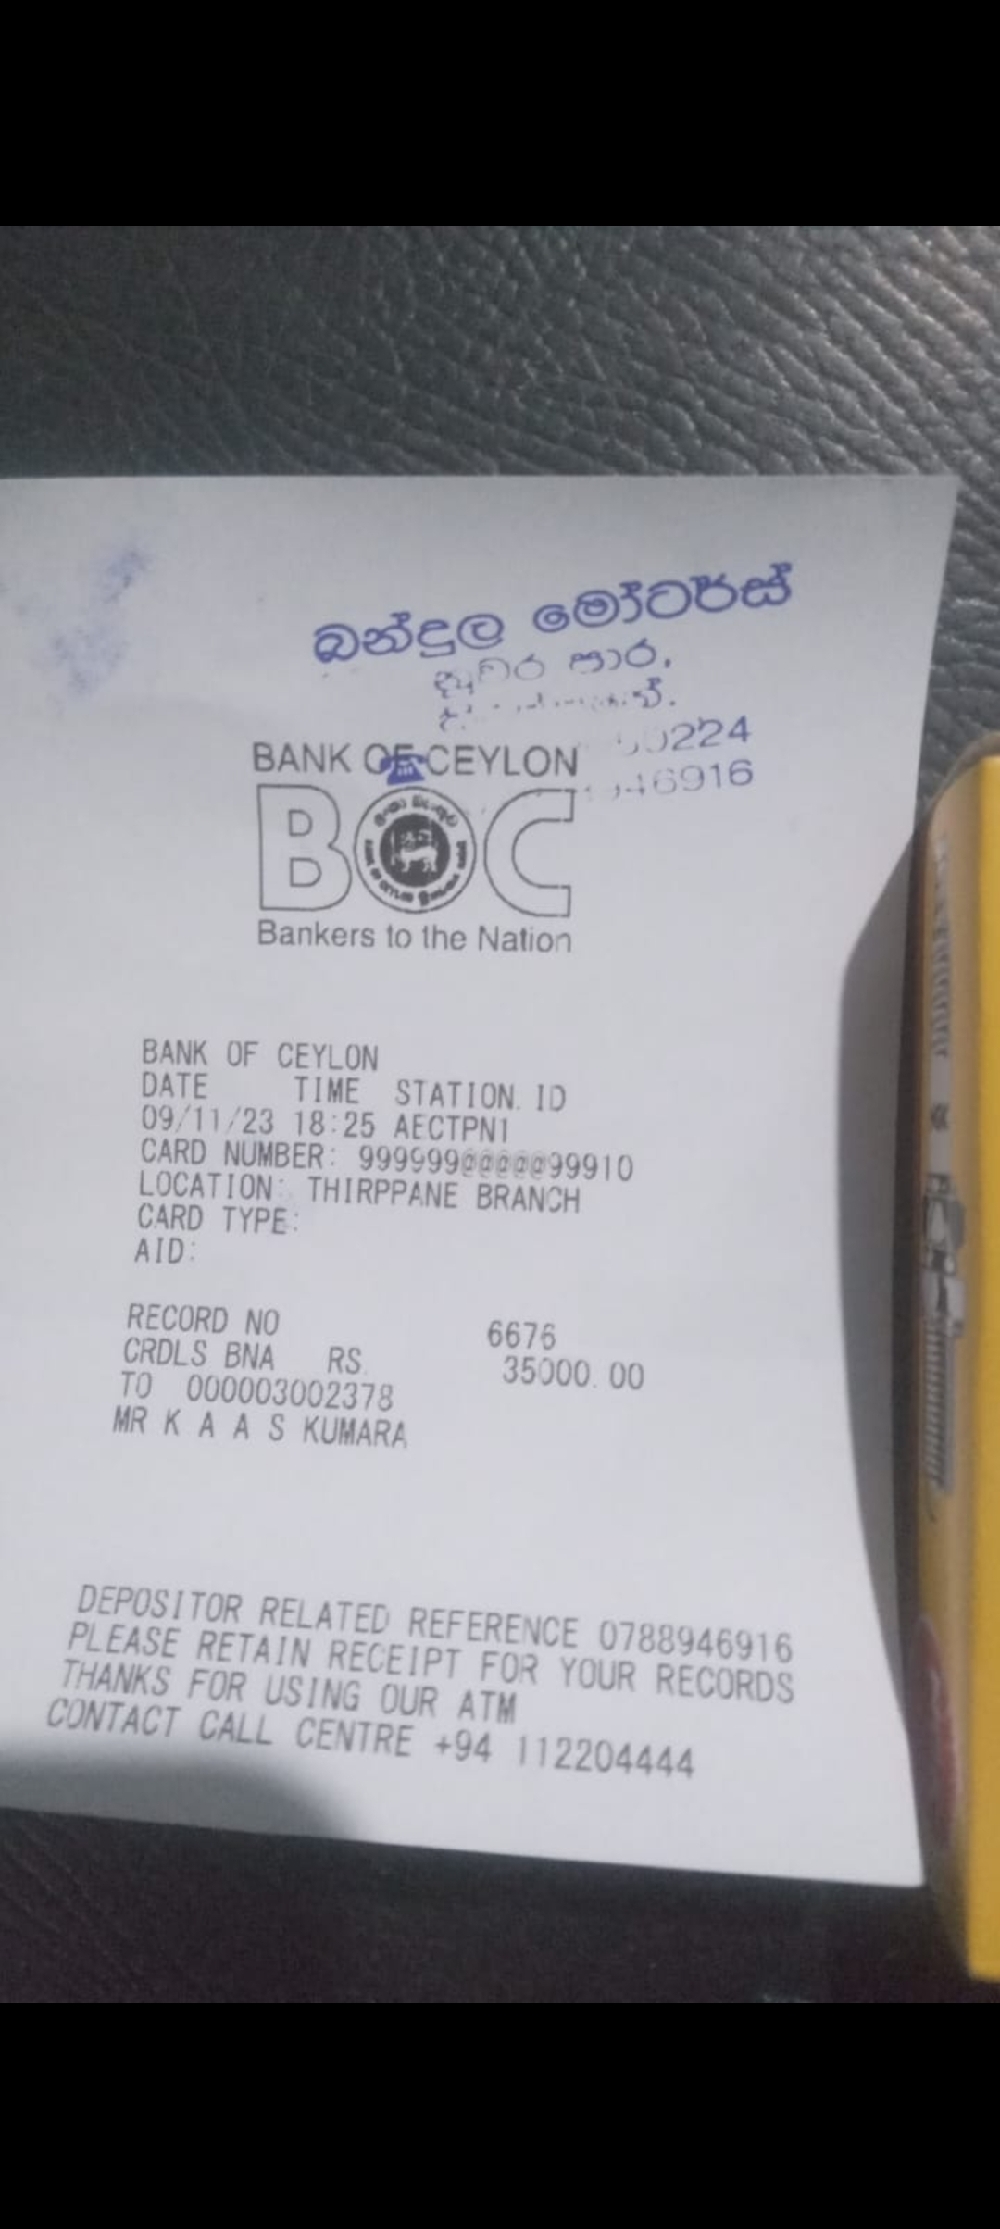 බන්දුල මෝටර්ස්
නුවර පාර,
0224
46916
BANK OF CEYLON
BOC
Bankers to the Nation
BANK OF CEYLON
DATE TIME STATION ID
09/11/23 18:25 AECTPN1
CARD NUMBER: 999999@@@@@99910
LOCATION: THIRPPANE BRANCH
CARD TYPE:
AID:
RECORD NO 6676
CRDLS BNA RS. 35000.00
TO 000003002378
MR K A A S KUMARA
DEPOSITOR RELATED REFERENCE 0788946916
PLEASE RETAIN RECEIPT FOR YOUR RECORDS
THANKS FOR USING OUR ATM
CONTACT CALL CENTRE +94 112204444